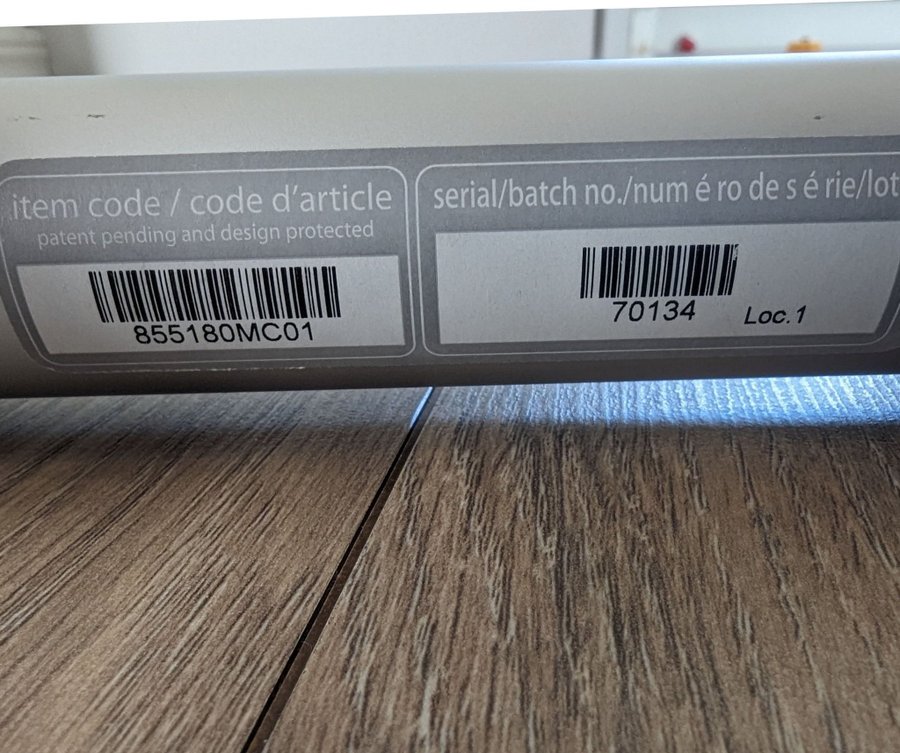 item code / code d'article
patent pending and design protected
855180MC01
serial/batch no./num é ro de s é rie/lot
70134
Loc.1